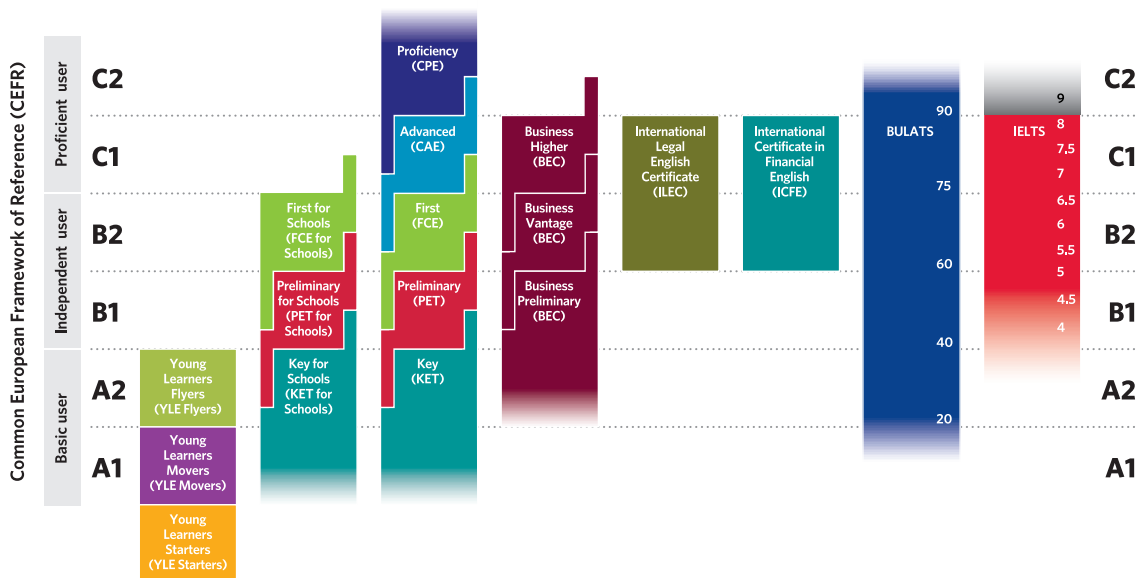 Common European Framework of Reference (CEFR)
Proficient user
Independent user
Basic user
C2
C1
B2
B1
A2
A1
Young
Learners
Flyers
(YLE Flyers)
Young
Learners
Movers
(YLE Movers)
Young
Learners
Starters
(YLE Starters)
First for
Schools
(FCE for
Schools)
Preliminary
for Schools
(PET for
Schools)
Key for
Schools
(KET for
Schools)
Proficiency
(CPE)
Advanced
(CAE)
First
(FCE)
Preliminary
(PET)
Key
(KET)
Business
Higher
(BEC)
Business
Vantage
(BEC)
Business
Preliminary
(BEC)
International
Legal
English
Certificate
(ILEC)
International
Certificate in
Financial
English
(ICFE)
BULATS
90
75
60
40
20
IELTS
9
8
7.5
7
6.5
6
5.5
5
4.5
4
C2
C1
B2
B1
A2
A1